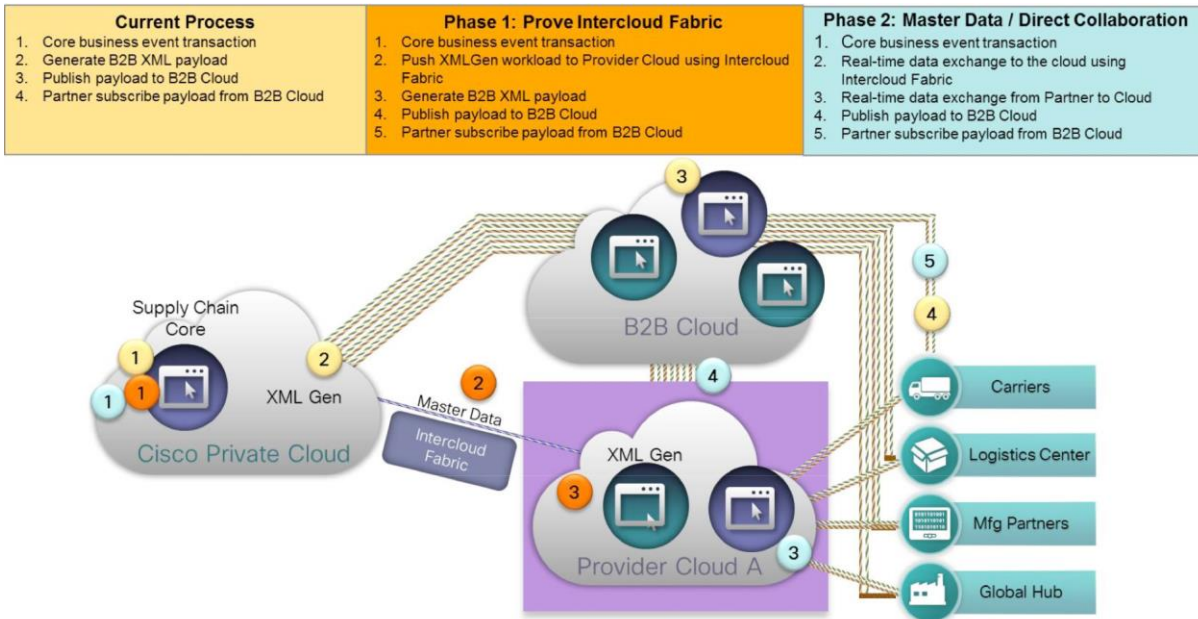 Current Process
1. Core business event transaction
2. Generate B2B XML payload
3. Publish payload to B2B Cloud
4. Partner subscribe payload from B2B Cloud
Phase 1: Prove Intercloud Fabric
1. Core business event transaction
2. Push XMLGen workload to Provider Cloud using Intercloud
Fabric
3. Generate B2B XML payload
4. Publish payload to B2B Cloud
5. Partner subscribe payload from B2B Cloud
Phase 2: Master Data / Direct Collaboration
1. Core business event transaction
2. Real-time data exchange to the cloud using
Intercloud Fabric
3. Real-time data exchange from Partner to Cloud
4. Publish payload to B2B Cloud
5. Partner subscribe payload from B2B Cloud
3
B2B Cloud
5
4
Supply Chain
Core
1
1
1
2
XML Gen
Cisco Private Cloud
2
Master Data
Intercloud
Fabric
4
XML Gen
3
3
Provider Cloud A
Carriers
Logistics Center
Mfg Partners
Global Hub